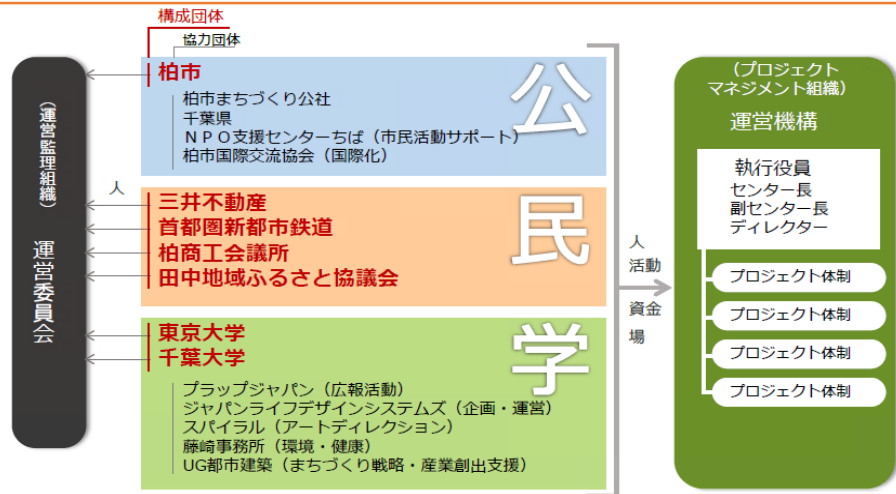 構成団体
協力団体
(運営監理組織)
運営委員会
人
柏市
柏市まちづくり公社
千葉県
NPO支援センターちば(市民活動サポート)
柏市国際交流協会(国際化)
公
三井不動産
首都圏新都市鉄道
柏商工会議所
田中地域ふるさと協議会
民
東京大学
千葉大学
プラップジャパン(広報活動)
ジャパンライフデザインシステムズ(企画・運営)
スパイラル(アートディレクション)
藤崎事務所(環境・健康)
UG都市建築(まちづくり戦略・産業創出支援)
学
人
活動
資金
場
(プロジェクト
マネジメント組織)
運営機構
執行役員
センター長
副センター長
ディレクター
プロジェクト体制
プロジェクト体制
プロジェクト体制
プロジェクト体制